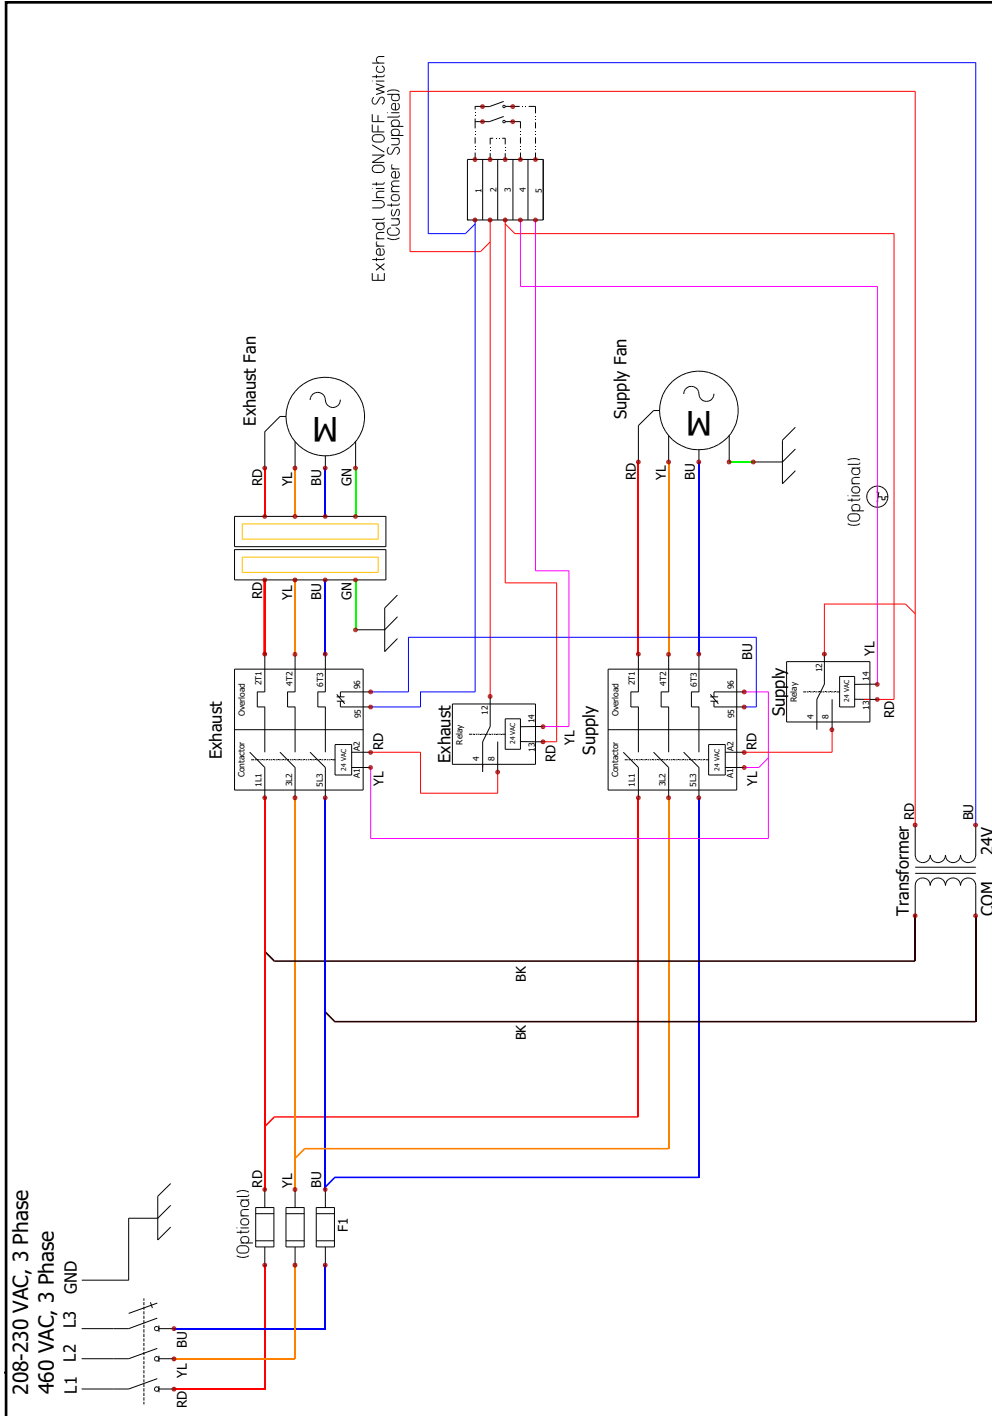 External Unit ON/OFF Switch
(Customer Supplied)
1
2
3
4
5
Exhaust Fan
M
RD
YL
BU
GN
RD
YL
BU
GN
Supply Fan
M
RD
YL
BU
(Optional)
Exhaust
Overload
2T1
4T2
6T3
95
96
Contactor
1L1
3L2
5L3
24 VAC
A1
A2
RD
YL
Exhaust
Relay
12
4
8
24 VAC
13
14
RD
YL
Supply
Overload
2T1
4T2
6T3
95
96
BU
Contactor
1L1
3L2
5L3
24 VAC
A1
A2
RD
YL
Supply
Relay
12
4
8
24 VAC
13
14
RD
YL
Transformer
RD
BU
24V
COM
BK
BK
(Optional)
RD
YL
BU
F1
208-230 VAC, 3 Phase
460 VAC, 3 Phase
L1
L2
L3
GND
RD
YL
BU